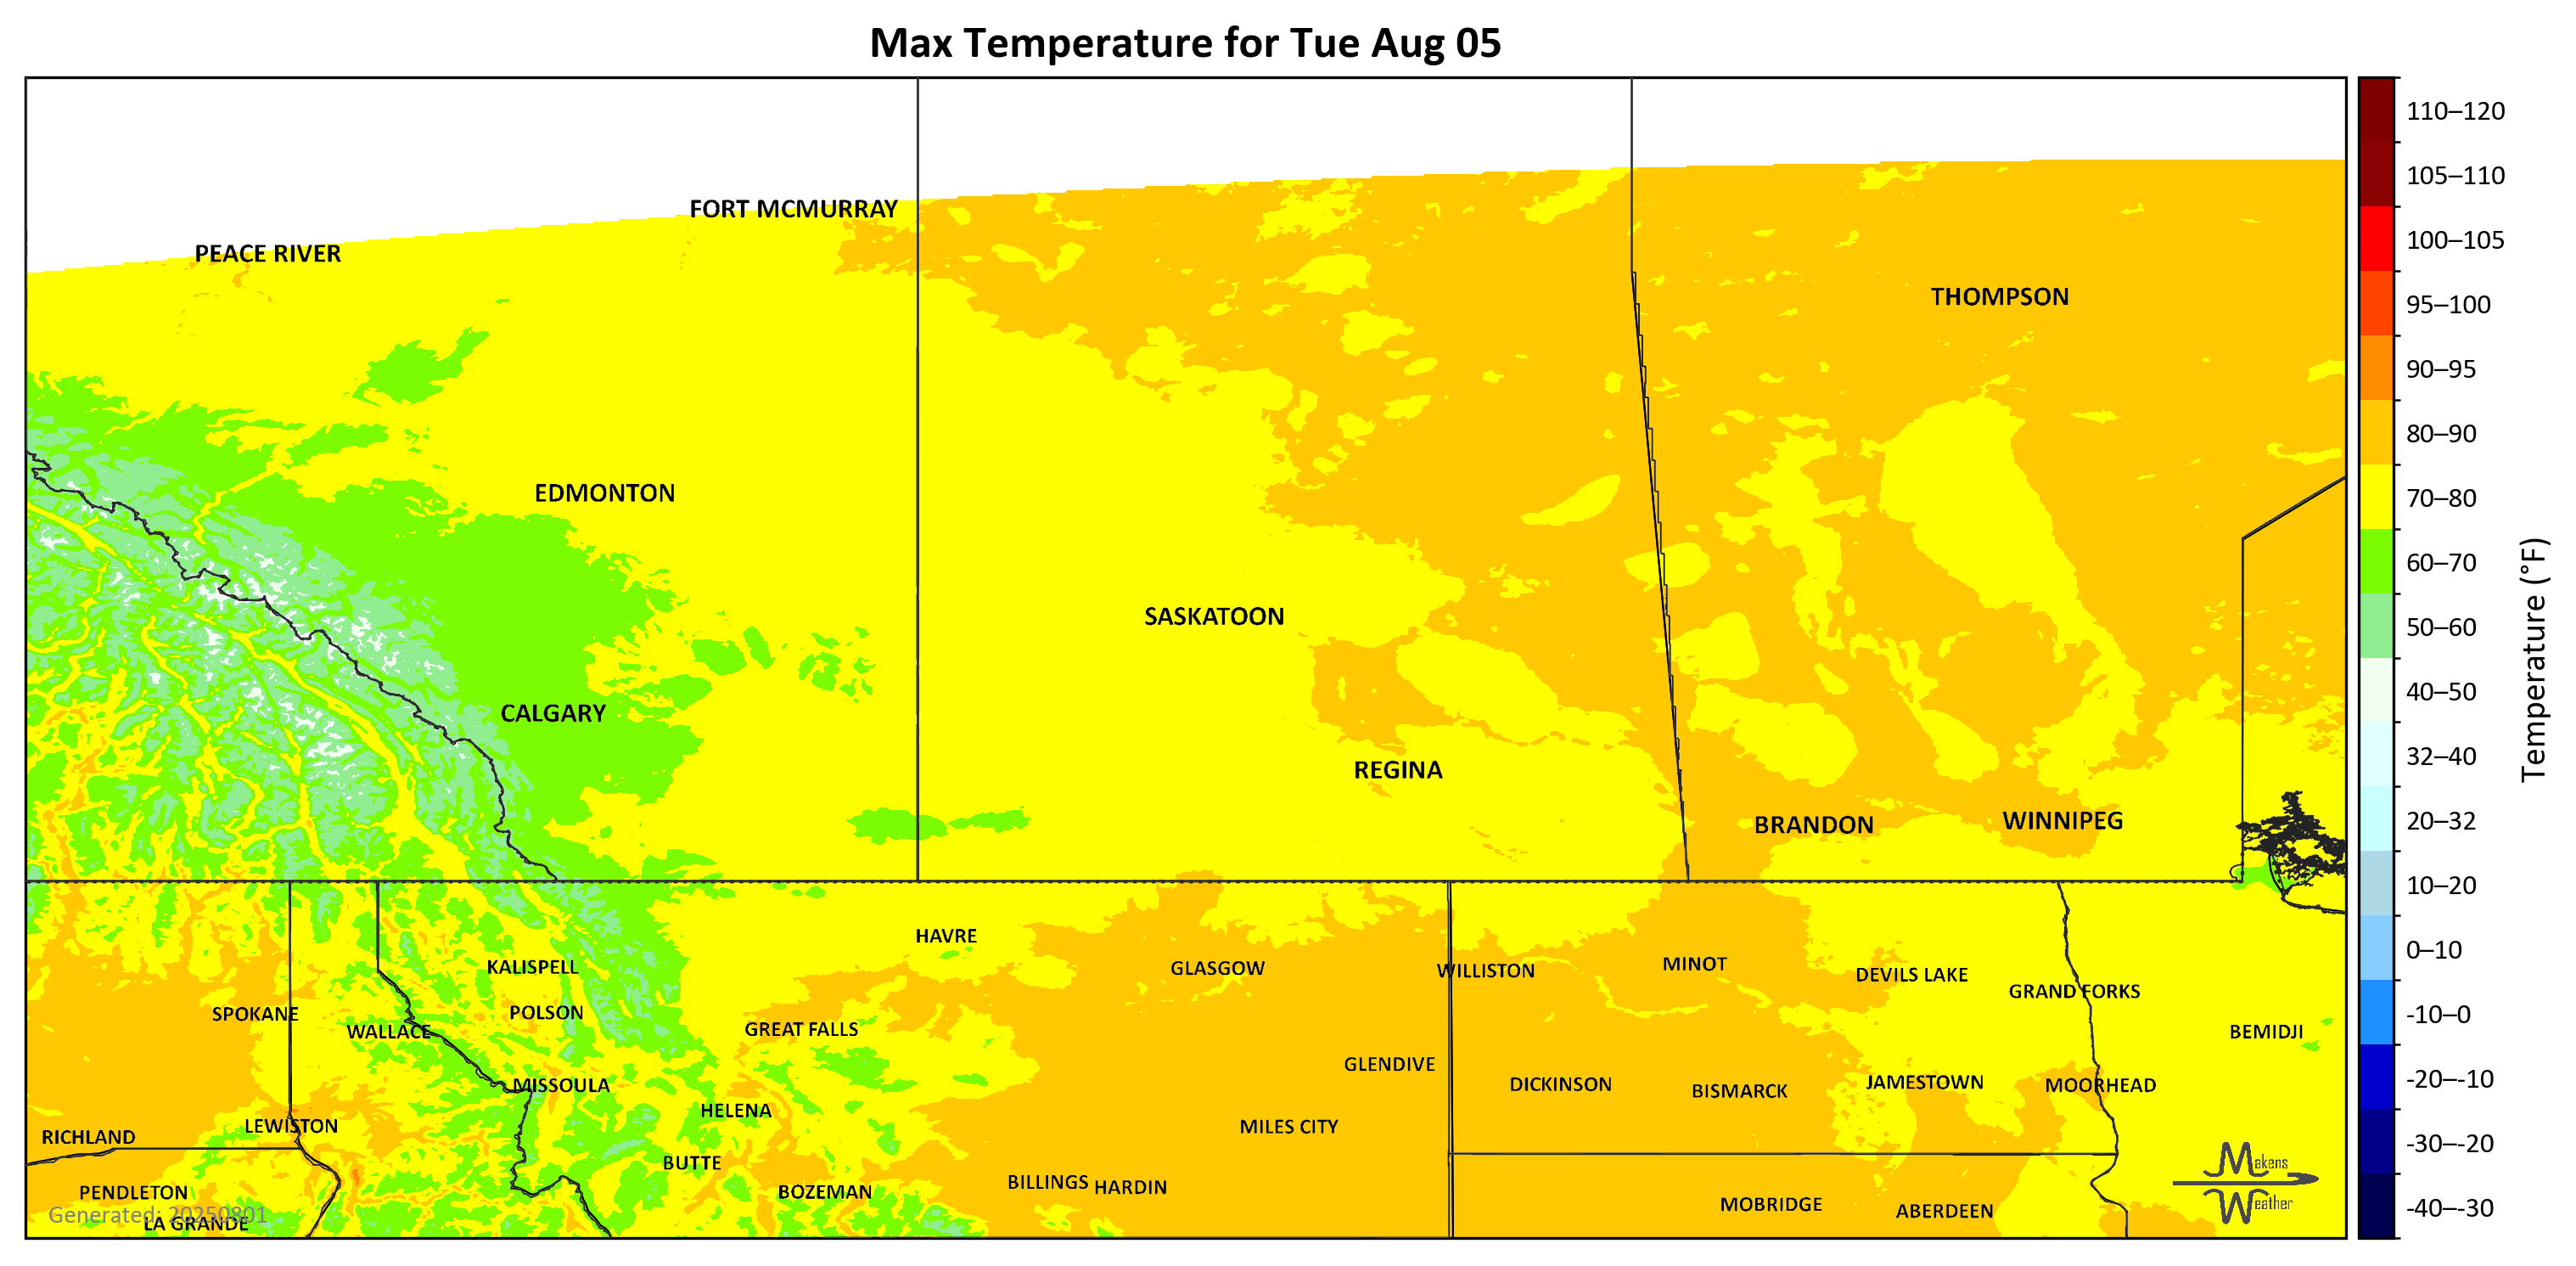 Max Temperature for Tue Aug 05
FORT MCMURRAY
PEACE RIVER
THOMPSON
EDMONTON
SASKATOON
CALGARY
REGINA
BRANDON
WINNIPEG
HAVRE
KALISPELL
GLASGOW
WILLISTON
MINOT
DEVILS LAKE
GRAND FORKS
SPOKANE
POLSON
WALLACE
GREAT FALLS
BEMIDJI
GLENDIVE
MISSOULA
DICKINSON
BISMARCK
JAMESTOWN
MOORHEAD
HELENA
LEWISTON
MILES CITY
RICHLAND
BUTTE
PENDLETON
BOZEMAN
BILLINGS
HARDIN
MOBRIDGE
ABERDEEN
Generated: 20250801
LA GRANDE
Makens
Weather
110–120
105–110
100–105
95–100
90–95
80–90
70–80
60–70
50–60
40–50
32–40
20–32
10–20
0–10
-10–0
-20–-10
-30–-20
-40–-30
Temperature (°F)